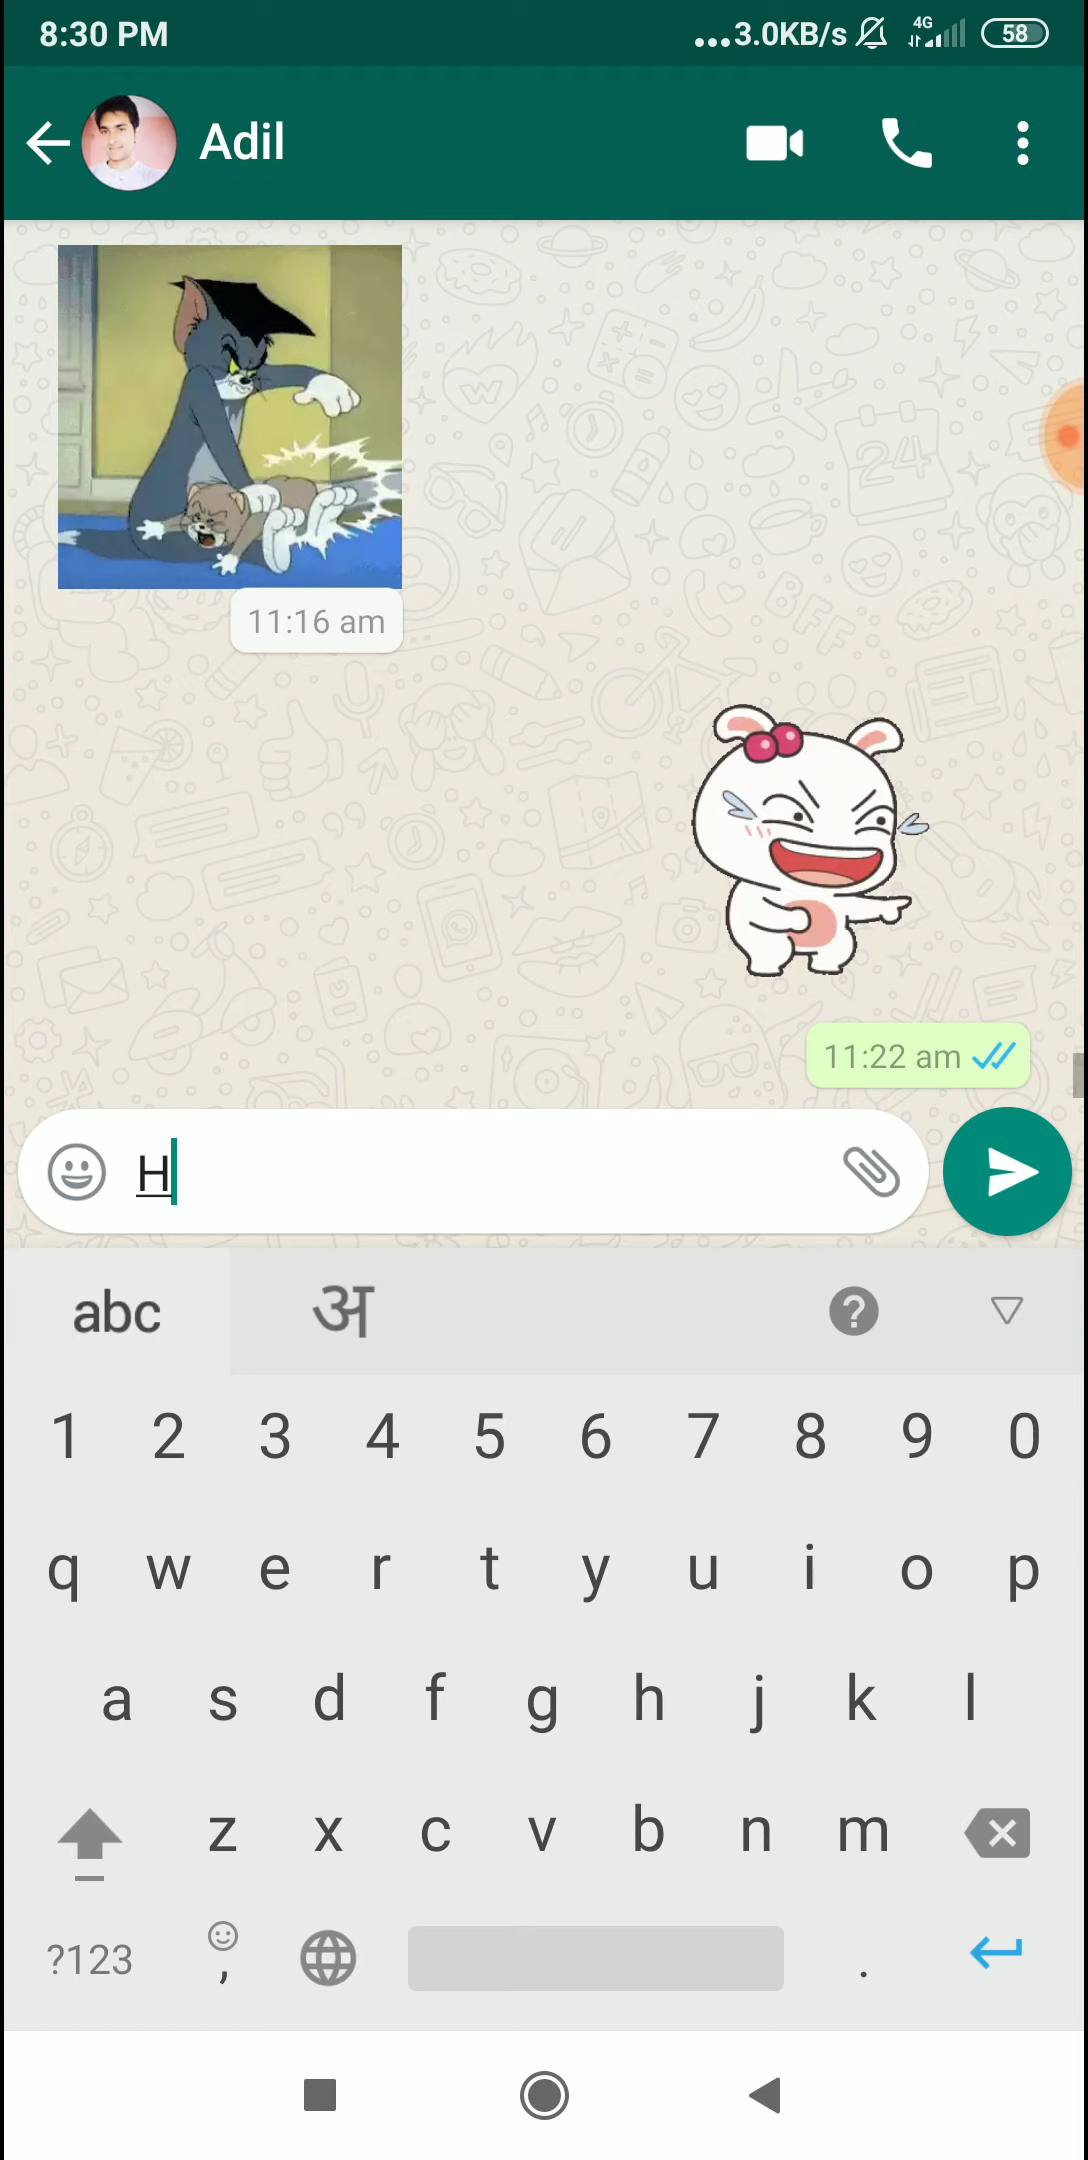 8:30 PM ...3.0KB/s 4G 58
Adil
11:16 am
11:22 am
H
abc अ ?
1 2 3 4 5 6 7 8 9 0
q w e r t y u i o p
a s d f g h j k l
z x c v b n m
?123 , .